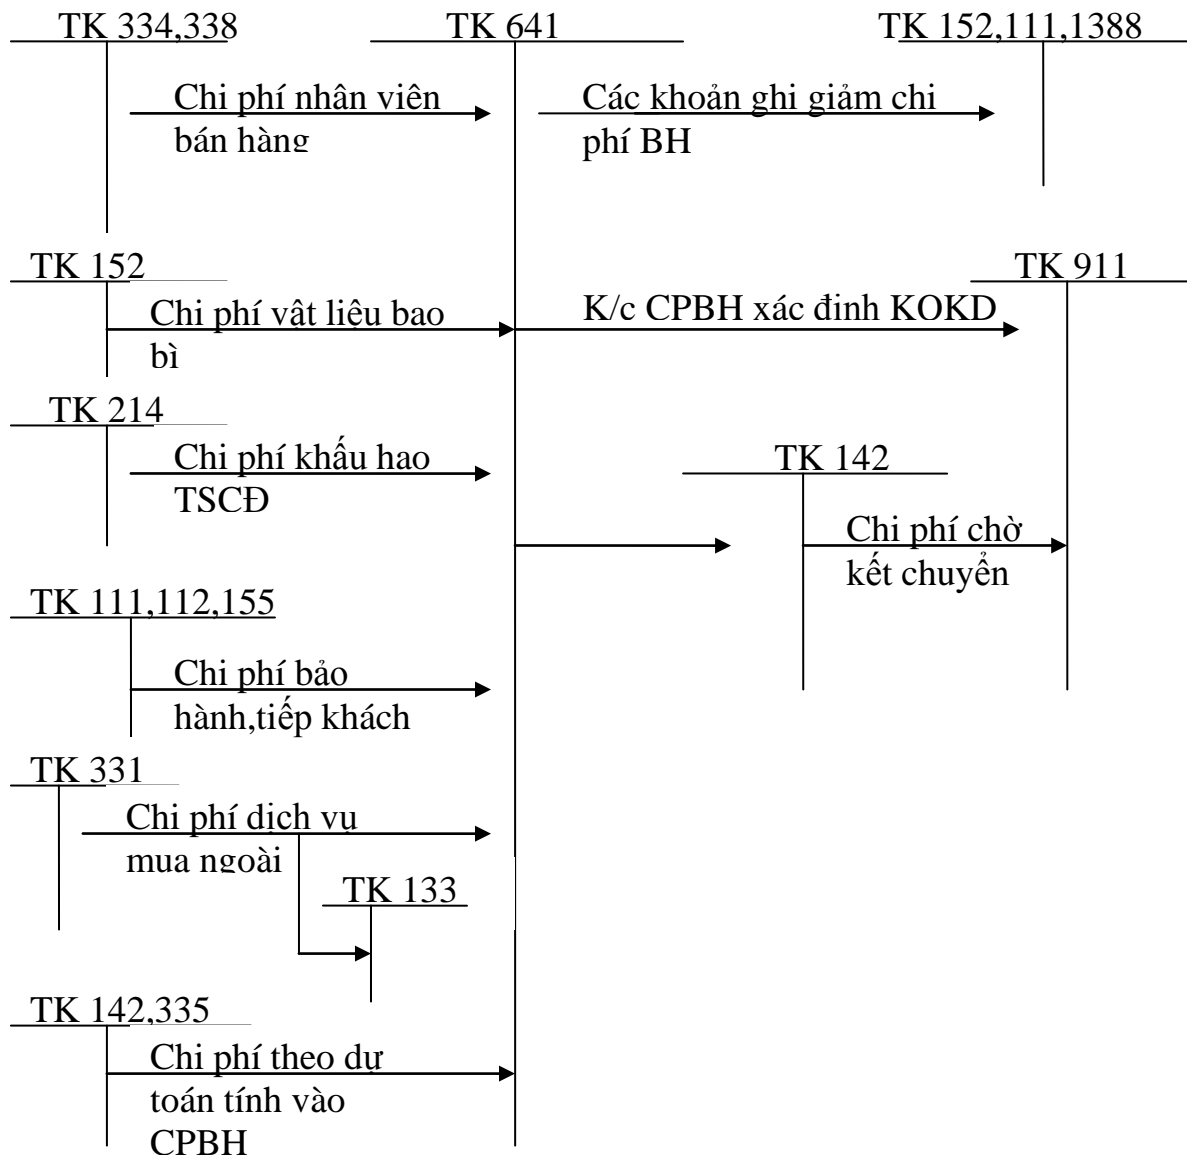 TK 334,338
TK 641
TK 152,111,1388
Chi phí nhân viên
bán hàng
Các khoản ghi giảm chi
phí BH
TK 152
TK 911
Chi phí vật liệu bao
bì
K/c CPBH xác đinh KOKD
TK 214
Chi phí khấu hao
TSCĐ
TK 142
Chi phí chờ
kết chuyển
TK 111,112,155
Chi phí bảo
hành,tiếp khách
TK 331
Chi phí dịch vụ
mua ngoài
TK 133
TK 142,335
Chi phí theo dự
toán tính vào
CPBH